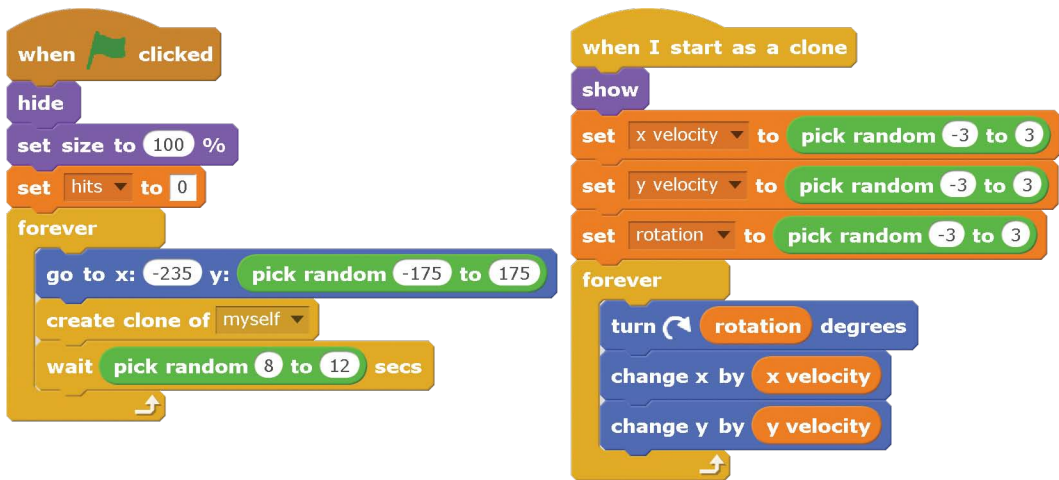 when clicked
hide
set size to 100 %
set hits to 0
forever
go to x: -235 y: pick random -175 to 175
create clone of myself
wait pick random 8 to 12 secs
when I start as a clone
show
set x velocity to pick random -3 to 3
set y velocity to pick random -3 to 3
set rotation to pick random -3 to 3
forever
turn rotation degrees
change x by x velocity
change y by y velocity